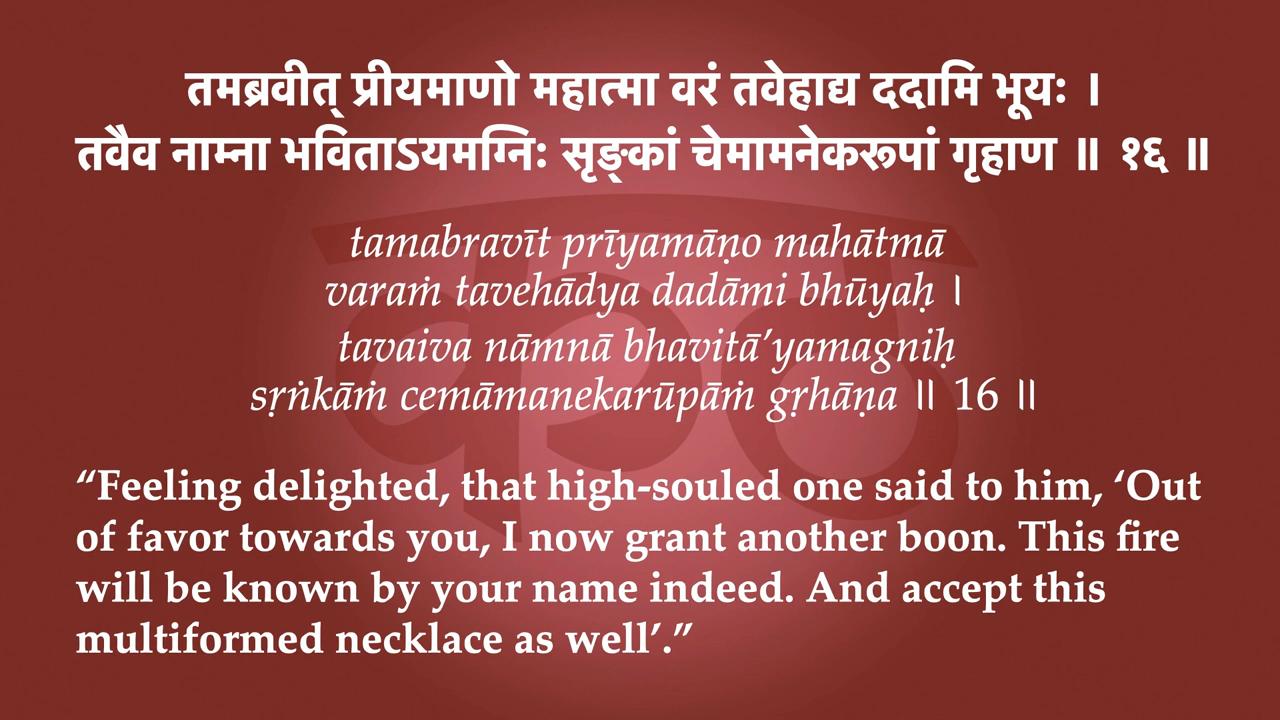 तमब्रवीत् प्रीयमाणो महात्मा वरं तवेहाद्य ददामि भूयः ।
तवैव नाम्ना भविताऽयमग्निः सृङ्कां चेमामनेकरूपां गृहाण ॥ १६ ॥
tamabravīt prīyamāṇo mahātmā
varaṁ tavehādya dadāmi bhūyaḥ ।
tavaiva nāmnā bhavitā’yamagniḥ
sṛṅkāṁ cemāmanekarūpāṁ gṛhāṇa ॥ 16 ॥
“Feeling delighted, that high-souled one said to him, ‘Out
of favor towards you, I now grant another boon. This fire
will be known by your name indeed. And accept this
multiformed necklace as well’.”